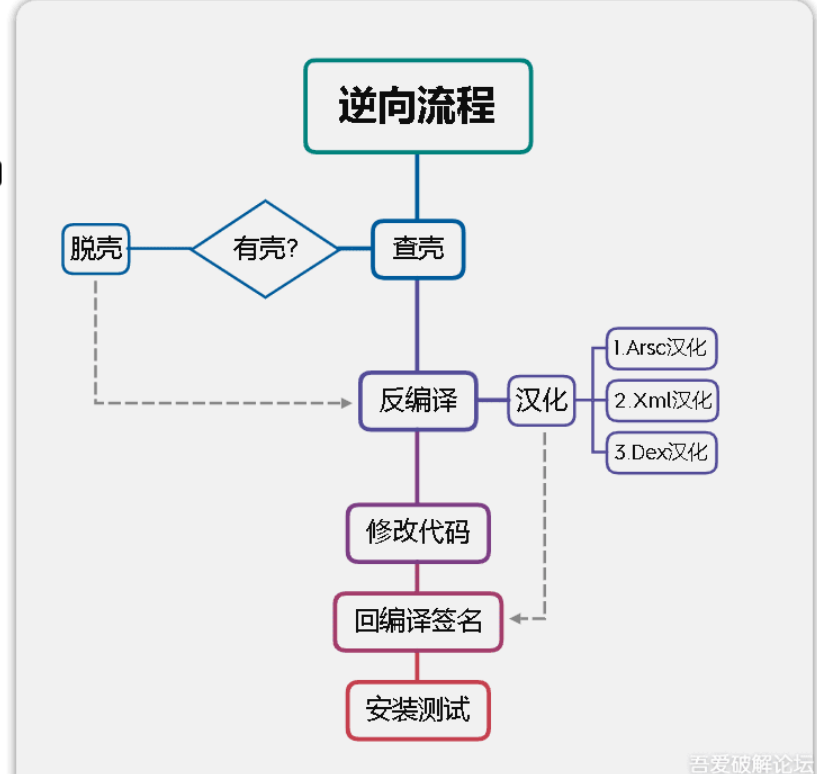 逆向流程
脱壳
有壳?
查壳
反编译
汉化
1.Arsc汉化
2.Xml汉化
3.Dex汉化
修改代码
回编译签名
安装测试
吾爱破解论坛